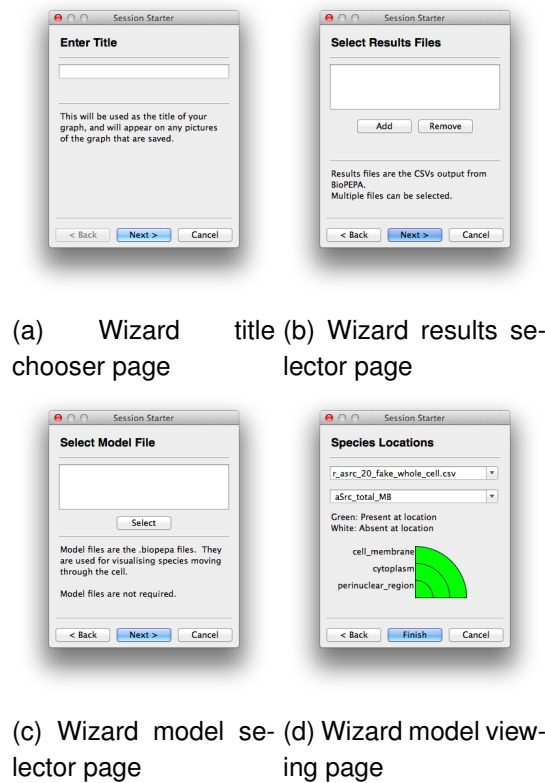 Session Starter
Enter Title
This will be used as the title of your
graph, and will appear on any pictures
of the graph that are saved.
< Back Next > Cancel
Session Starter
Select Results Files
Add Remove
Results files are the CSVs output from
BioPEPA.
Multiple files can be selected.
< Back Next > Cancel
(a) Wizard title
chooser page
(b) Wizard results se-
lector page
Session Starter
Select Model File
Select
Model files are the .biopepa files. They
are used for visualising species moving
through the cell.
Model files are not required.
< Back Next > Cancel
Session Starter
Species Locations
r_asrc_20_fake_whole_cell.csv
aSrc_total_MB
Green: Present at location
White: Absent at location
cell_membrane
cytoplasm
perinuclear_region
< Back Finish Cancel
(c) Wizard model se-
lector page
(d) Wizard model view-
ing page